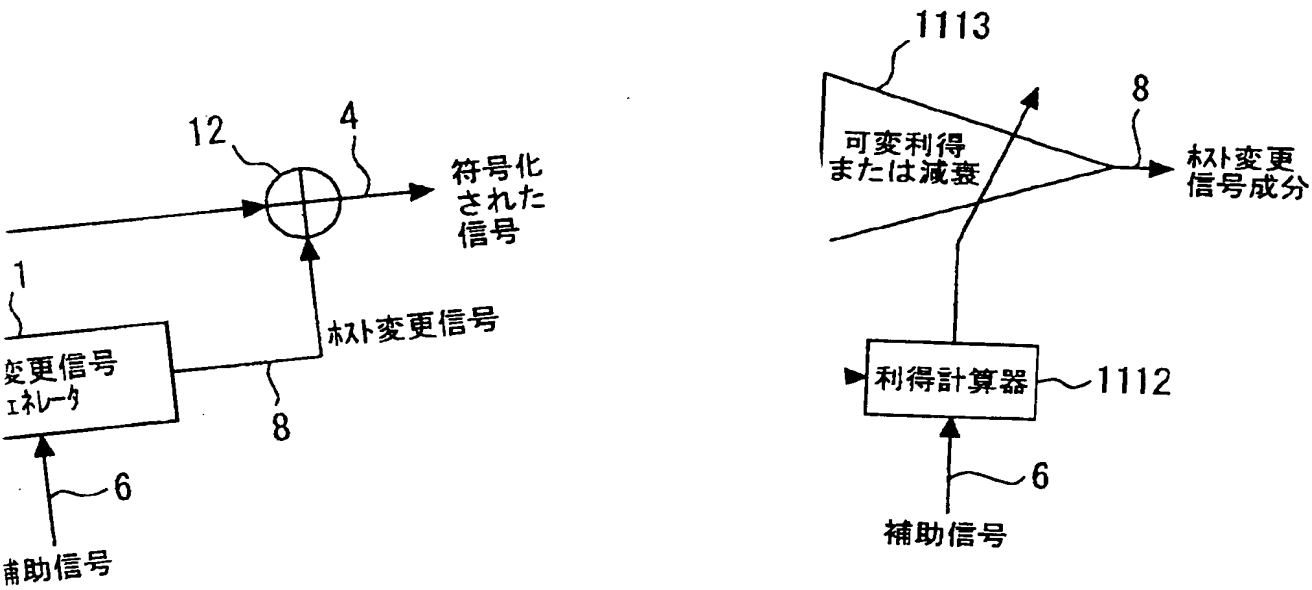 12
4
符号化
された
信号
1
変更信号
ェネレータ
ホスト変更信号
8
6
補助信号
1113
8
可変利得
または減衰
ホスト変更
信号成分
利得計算器
1112
6
補助信号